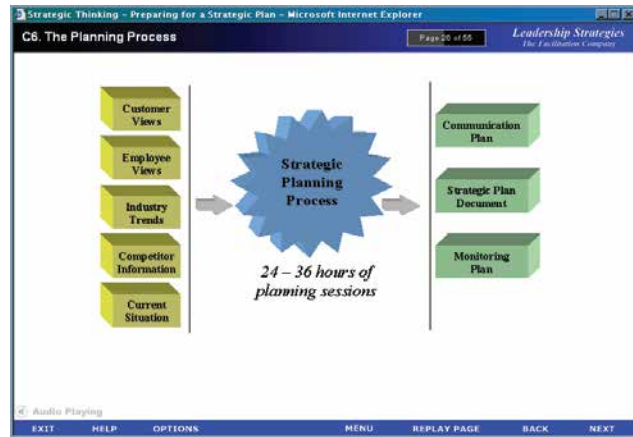 Strategic Thinking – Preparing for a Strategic Plan – Microsoft Internet Explorer
C6. The Planning Process
Page 26 of 55
Leadership Strategies
The Facilitation Company
Customer
Views
Employee
Views
Industry
Trends
Competitor
Information
Current
Situation
Strategic
Planning
Process
24 – 36 hours of
planning sessions
Communication
Plan
Strategic Plan
Document
Monitoring
Plan
Audio Playing
EXIT HELP OPTIONS MENU REPLAY PAGE BACK NEXT